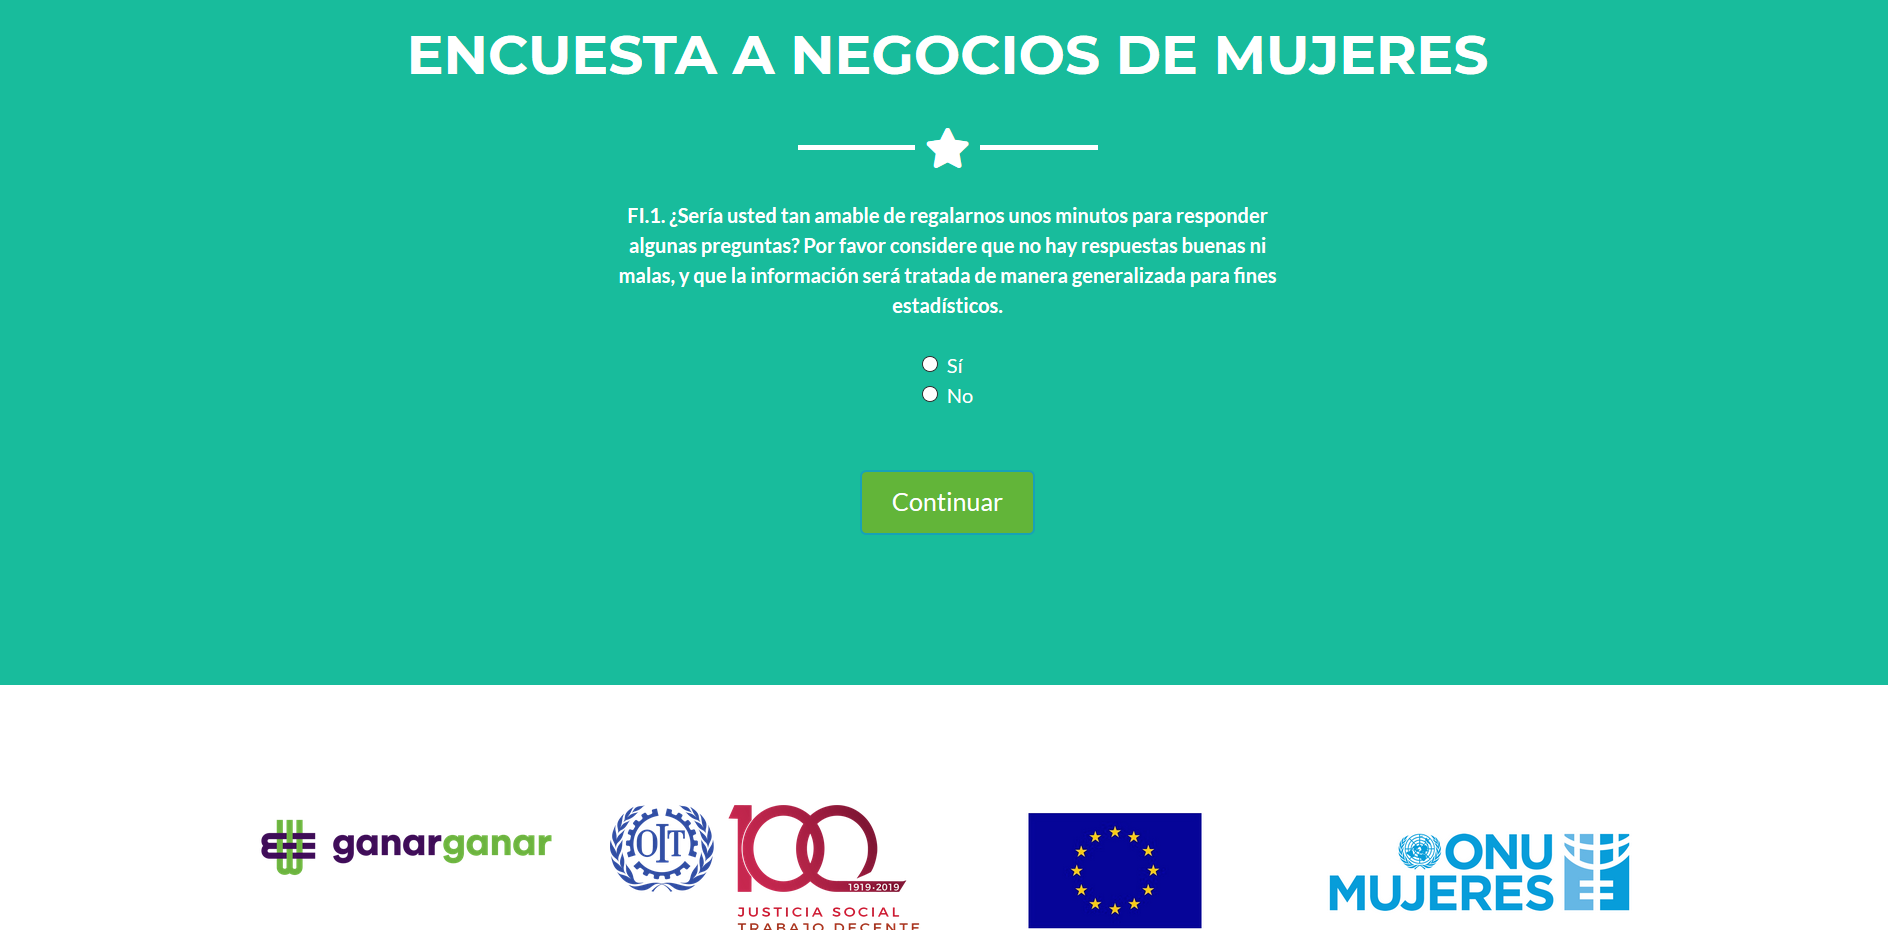 ENCUESTA A NEGOCIOS DE MUJERES
FI.1. ¿Sería usted tan amable de regalarnos unos minutos para responder
algunas preguntas? Por favor considere que no hay respuestas buenas ni
malas, y que la información será tratada de manera generalizada para fines
estadísticos.
Sí
No
Continuar
ganarganar
OIT
100
1919•2019
JUSTICIA SOCIAL
TRABAJO DECENTE
ONU
MUJERES